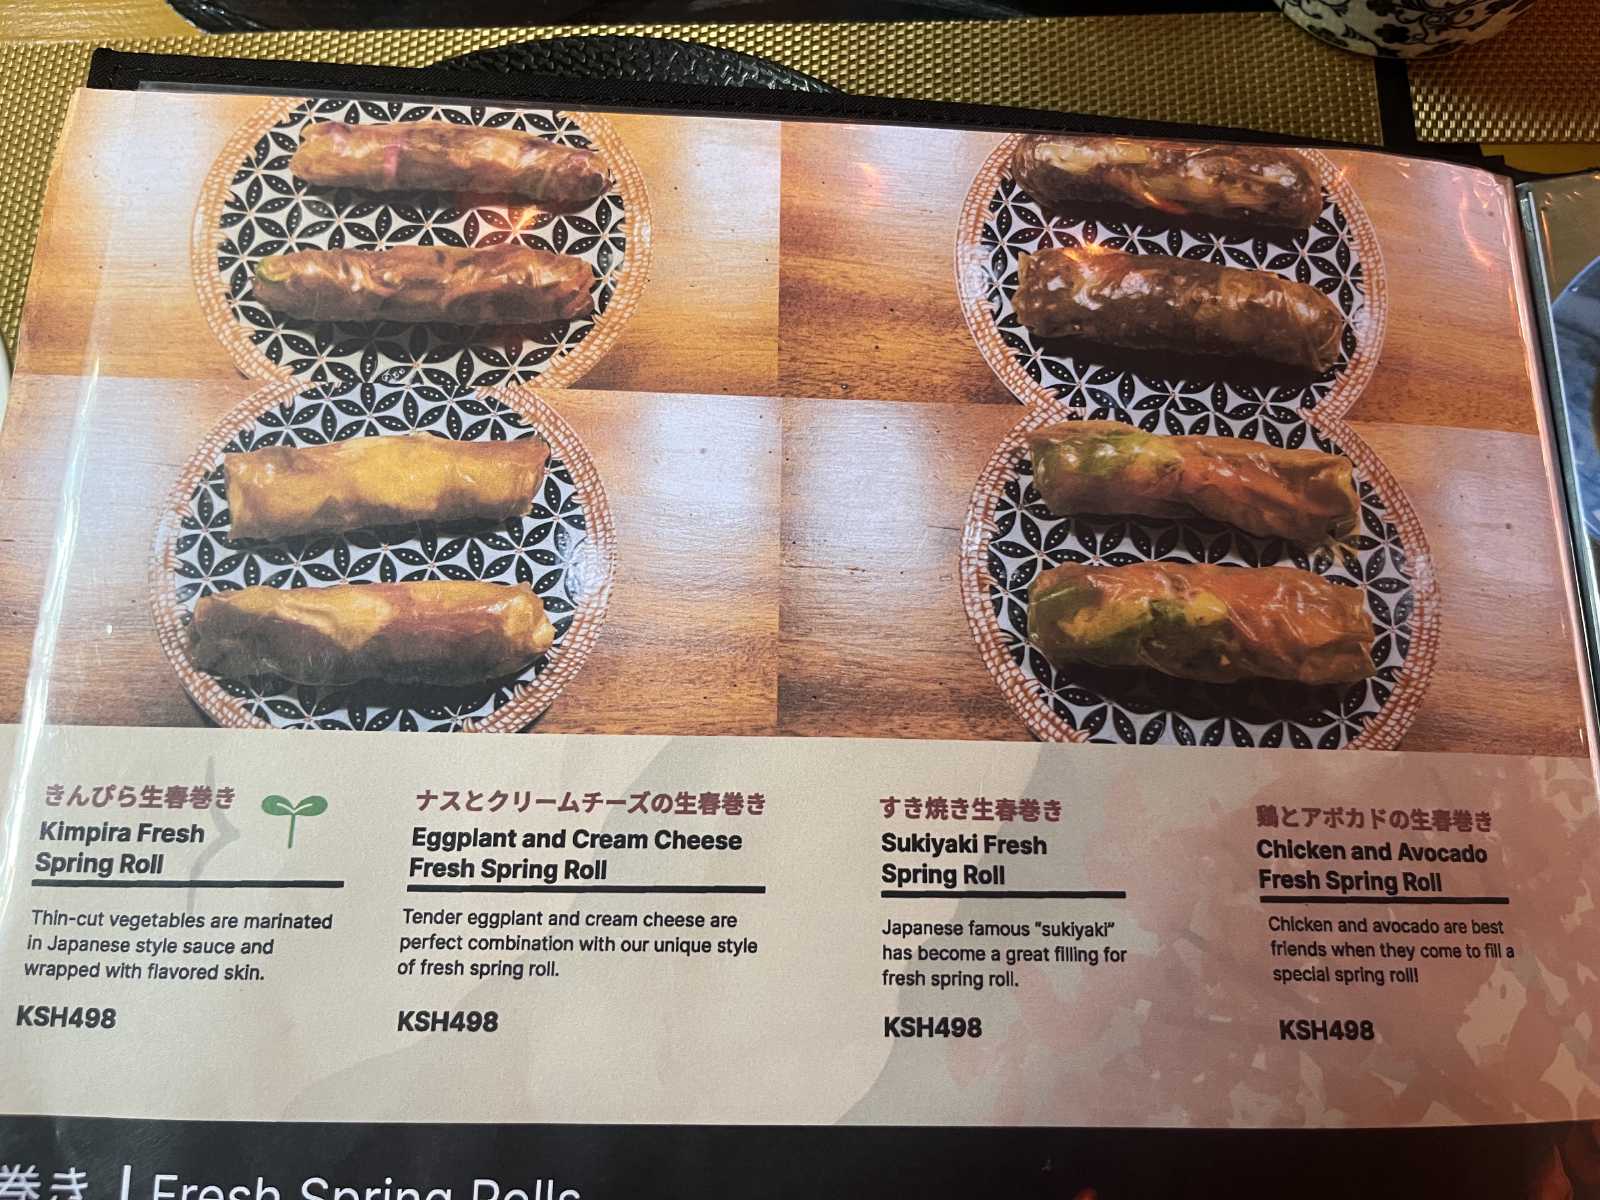 きんぴら生春巻き
Kimpira Fresh
Spring Roll
Thin-cut vegetables are marinated
in Japanese style sauce and
wrapped with flavored skin.
KSH498
ナスとクリームチーズの生春巻き
Eggplant and Cream Cheese
Fresh Spring Roll
Tender eggplant and cream cheese are
perfect combination with our unique style
of fresh spring roll.
KSH498
すき焼き生春巻き
Sukiyaki Fresh
Spring Roll
Japanese famous "sukiyaki"
has become a great filling for
fresh spring roll.
KSH498
鶏とアボカドの生春巻き
Chicken and Avocado
Fresh Spring Roll
Chicken and avocado are best
friends when they come to fill a
special spring roll!
KSH498
巻き | Fresh Spring Rolls